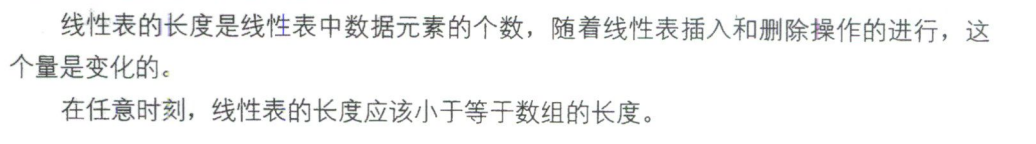 线性表的长度是线性表中数据元素的个数，随着线性表插入和删除操作的进行，这
个量是变化的。
在任意时刻，线性表的长度应该小于等于数组的长度。